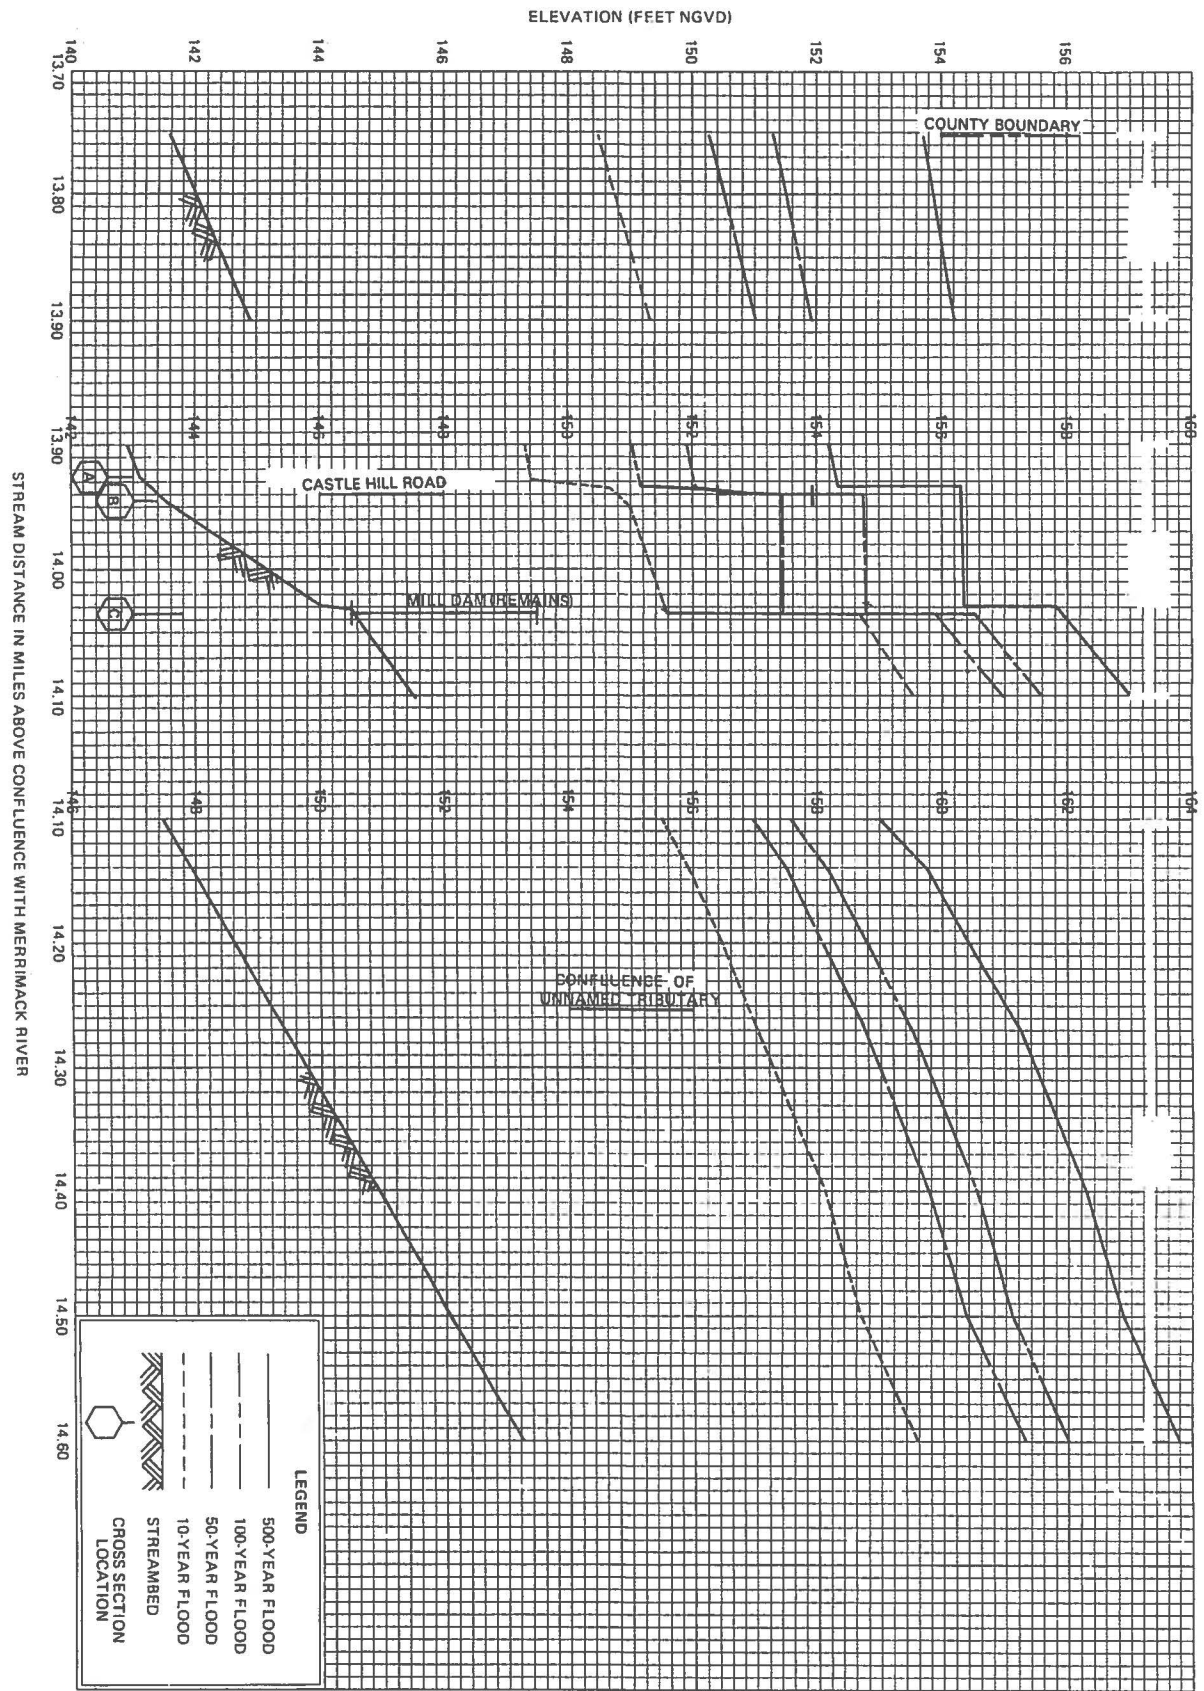 ELEVATION (FEET NGVD)
140
142
144
146
148
150
152
154
156
13.70
COUNTY BOUNDARY
13.80
13.90
142
144
146
148
150
152
154
156
158
160
13.90
A
B
CASTLE HILL ROAD
14.00
C
MILL DAM (REMAINS)
14.10
146
148
150
152
154
156
158
160
162
164
14.10
14.20
CONFLUENCE OF
UNNAMED TRIBUTARY
14.30
14.40
14.50
14.60
STREAM DISTANCE IN MILES ABOVE CONFLUENCE WITH MERRIMACK RIVER
LEGEND
500-YEAR FLOOD
100-YEAR FLOOD
50-YEAR FLOOD
10-YEAR FLOOD
STREAMBED
CROSS SECTION
LOCATION